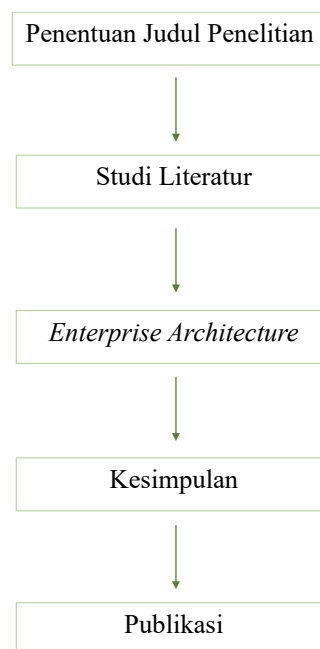 Penentuan Judul Penelitian
Studi Literatur
Enterprise Architecture
Kesimpulan
Publikasi